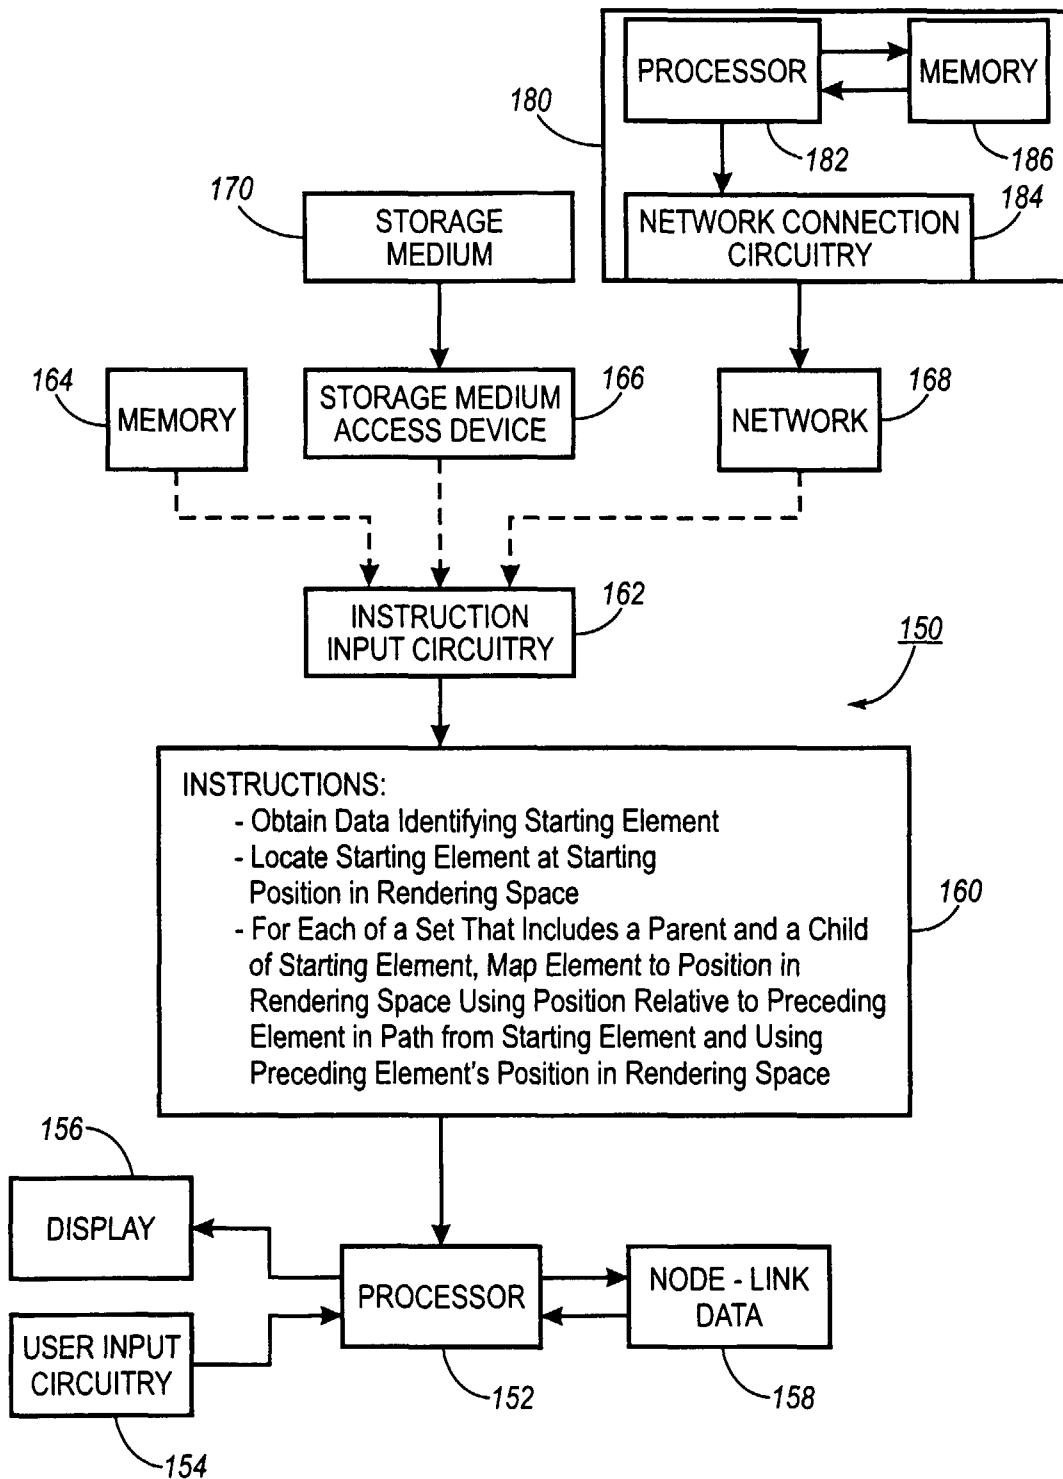 PROCESSOR
MEMORY
180
182
186
170
184
STORAGE
MEDIUM
NETWORK CONNECTION
CIRCUITRY
164
166
168
MEMORY
STORAGE MEDIUM
ACCESS DEVICE
NETWORK
162
INSTRUCTION
INPUT CIRCUITRY
150
INSTRUCTIONS:
- Obtain Data Identifying Starting Element
- Locate Starting Element at Starting
Position in Rendering Space
- For Each of a Set That Includes a Parent and a Child
of Starting Element, Map Element to Position in
Rendering Space Using Position Relative to Preceding
Element in Path from Starting Element and Using
Preceding Element's Position in Rendering Space
160
156
DISPLAY
PROCESSOR
NODE - LINK
DATA
USER INPUT
CIRCUITRY
152
158
154